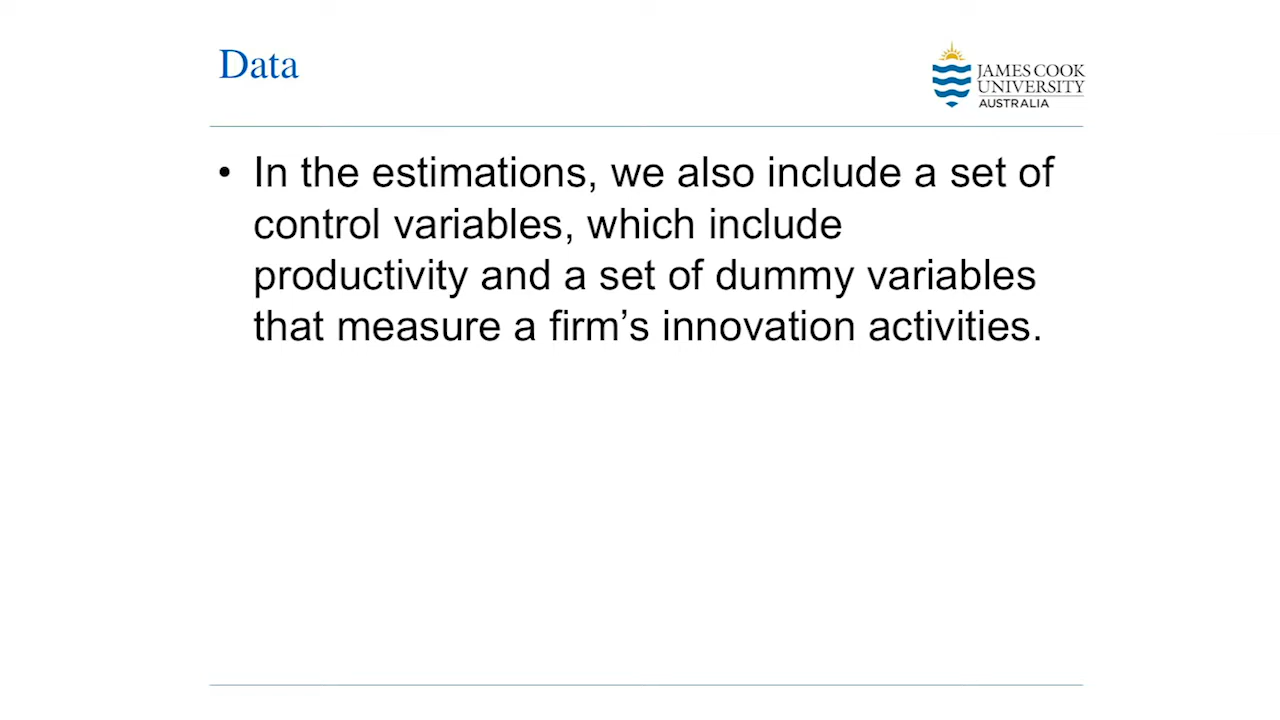 Data
JAMES COOK
UNIVERSITY
AUSTRALIA
• In the estimations, we also include a set of
control variables, which include
productivity and a set of dummy variables
that measure a firm’s innovation activities.